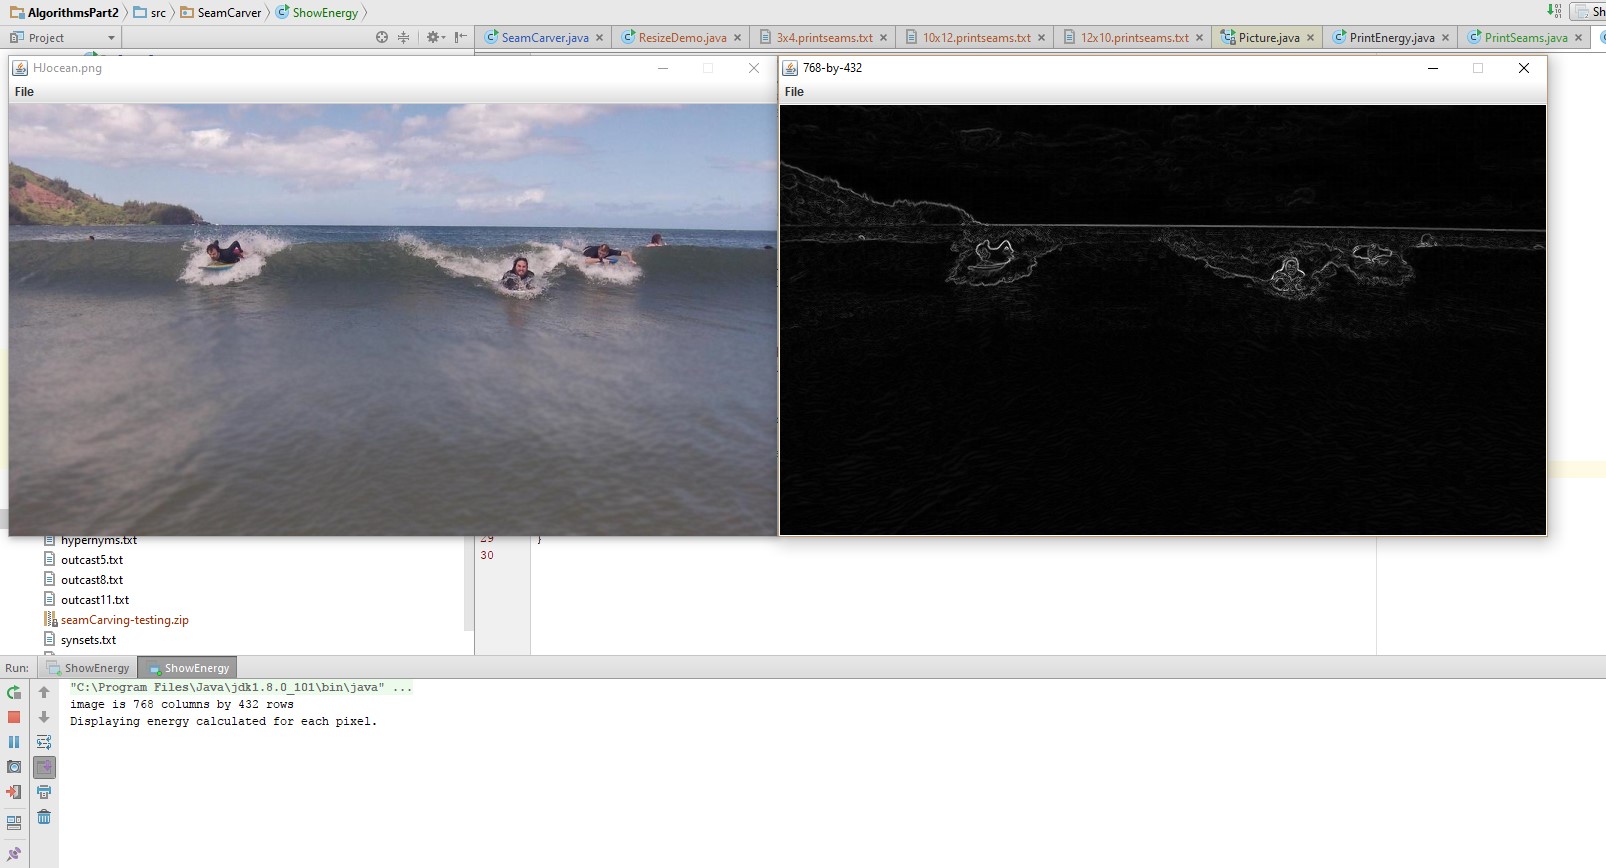 AlgorithmsPart2 src SeamCarver ShowEnergy
Project SeamCarver.java ResizeDemo.java 3x4.printseams.txt 10x12.printseams.txt 12x10.printseams.txt Picture.java PrintEnergy.java PrintSeams.java
HJocean.png
File
768-by-432
File
hypernyms.txt
outcast5.txt
outcast8.txt
outcast11.txt
seamCarving-testing.zip
synsets.txt
29 }
30
Run: ShowEnergy ShowEnergy
"C:\Program Files\Java\jdk1.8.0_101\bin\java" ...
image is 768 columns by 432 rows
Displaying energy calculated for each pixel.